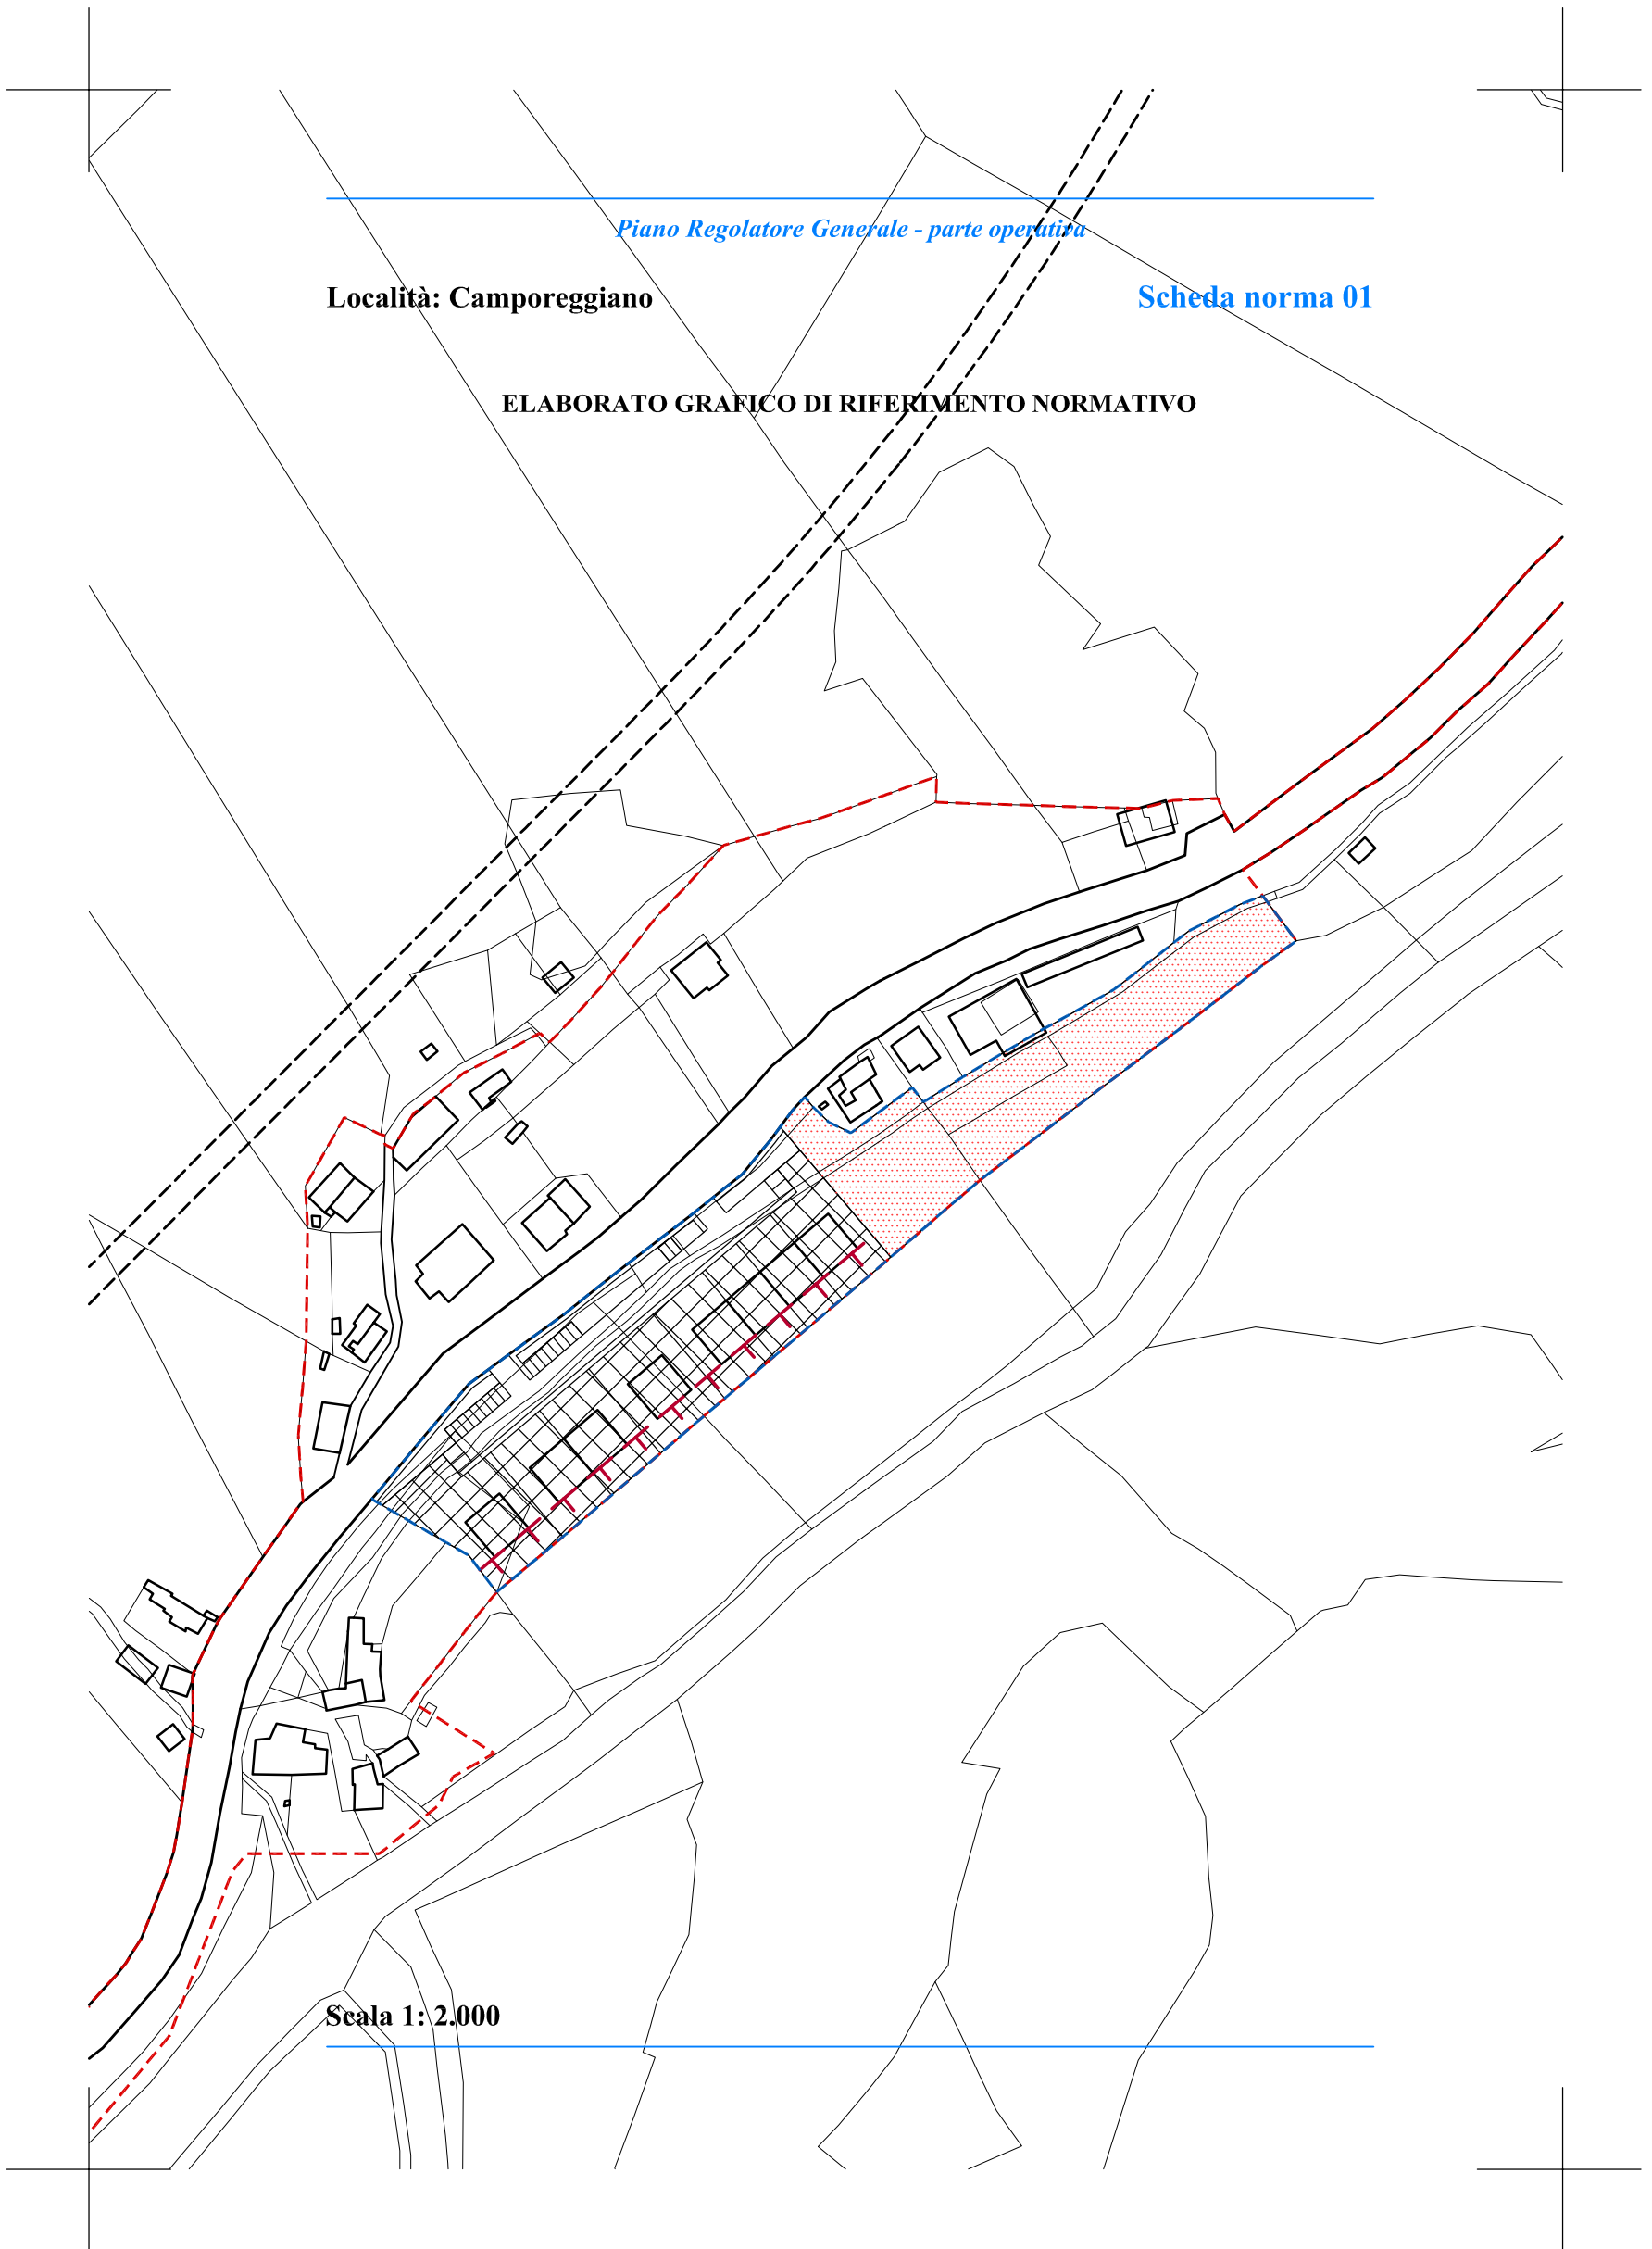 Piano Regolatore Generale - parte operativa
Località: Camporeggiano
Scheda norma 01
ELABORATO GRAFICO DI RIFERIMENTO NORMATIVO
Scala 1: 2.000